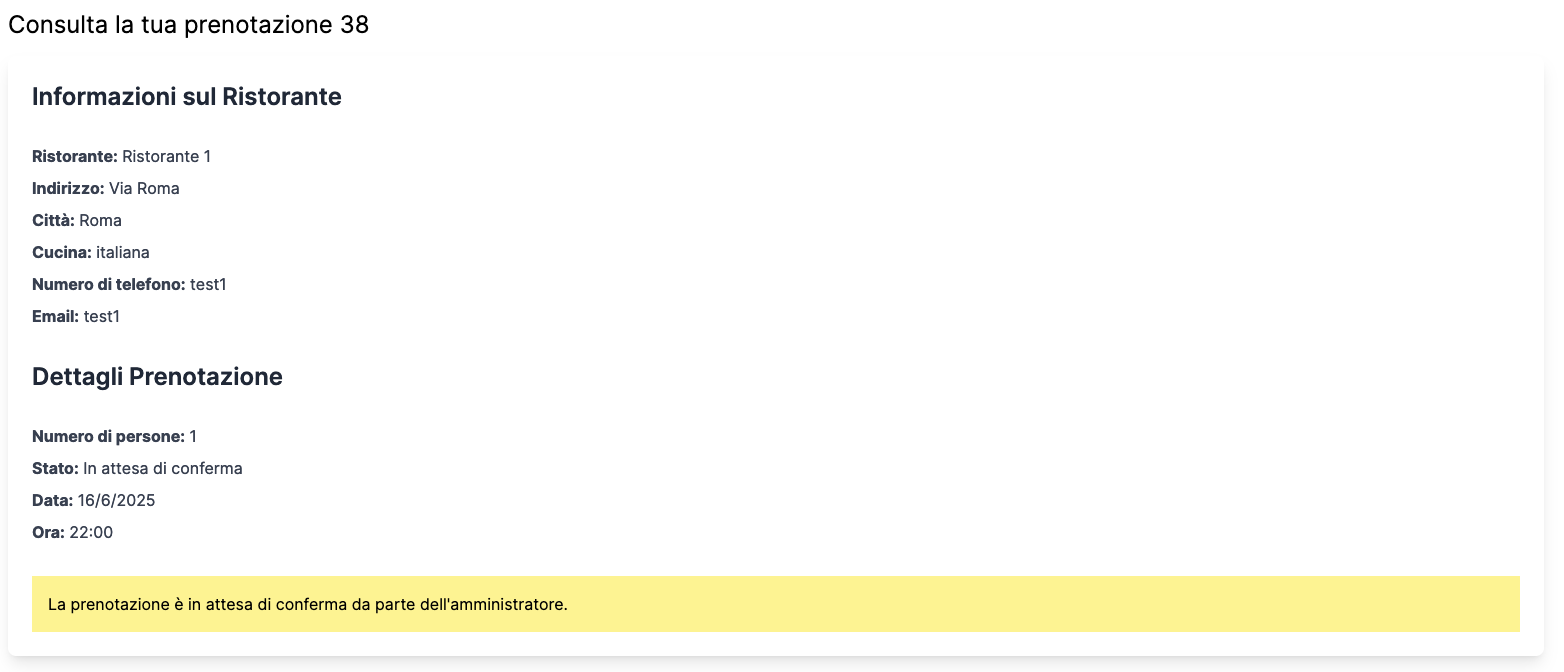 Consulta la tua prenotazione 38
Informazioni sul Ristorante
Ristorante: Ristorante 1
Indirizzo: Via Roma
Città: Roma
Cucina: italiana
Numero di telefono: test1
Email: test1
Dettagli Prenotazione
Numero di persone: 1
Stato: In attesa di conferma
Data: 16/6/2025
Ora: 22:00
La prenotazione è in attesa di conferma da parte dell'amministratore.